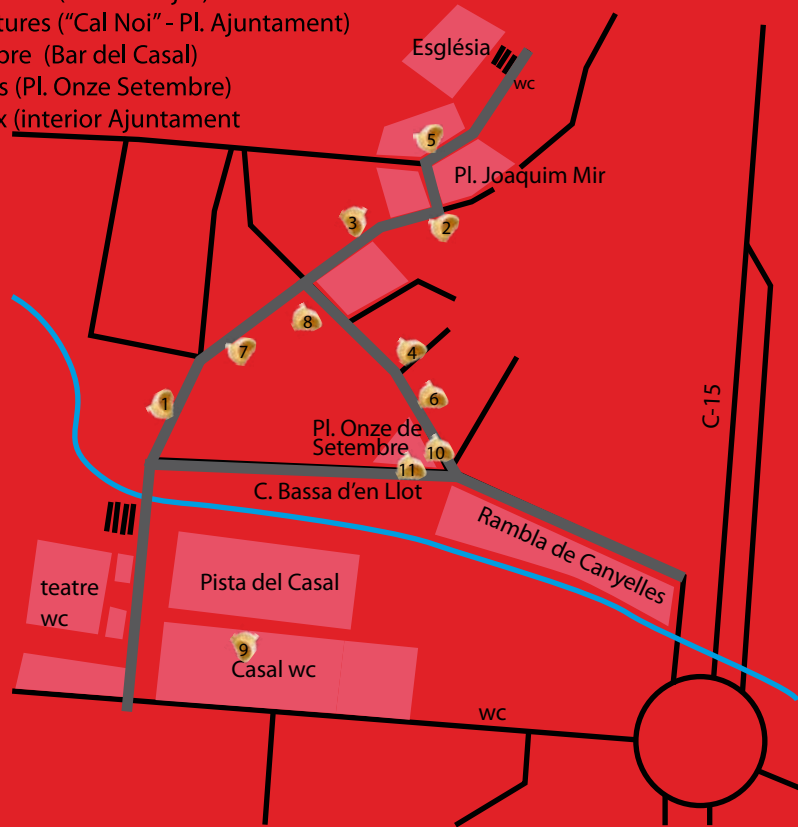 tures (“Cal Noi” - Pl. Ajuntament)
bre (Bar del Casal)
s (Pl. Onze Setembre)
x (interior Ajuntament
Església
wc
5
Pl. Joaquim Mir
3
2
8
7
4
6
1
C-15
Pl. Onze de
Setembre
10
11
C. Bassa d'en Llot
Rambla de Canyelles
teatre
wc
Pista del Casal
9
Casal wc
wc